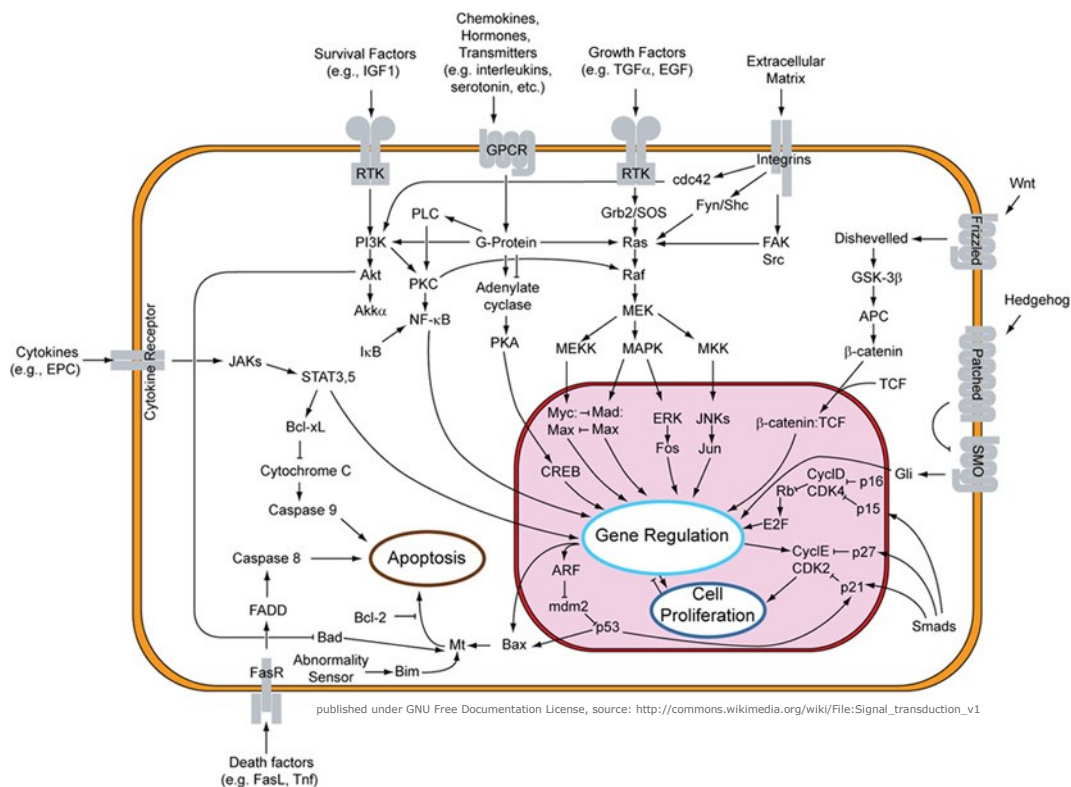 Chemokines,
Hormones,
Transmitters
(e.g. interleukins,
serotonin, etc.)
Survival Factors
(e.g., IGF1)
Growth Factors
(e.g. TGFα, EGF)
Extracellular
Matrix
GPCR
Integrins
RTK
RTK
cdc42
Wnt
Fyn/Shc
Grb2/SOS
PLC
Frizzled
PI3K
G-Protein
Ras
FAK
Src
Dishevelled
Akt
PKC
Adenylate
cyclase
Raf
GSK-3β
Hedgehog
Akkα
NF-κB
MEK
APC
IκB
PKA
MEKK
MAPK
MKK
β-catenin
Patched
Cytokines
(e.g., EPC)
Cytokine Receptor
JAKs
STAT3,5
TCF
Myc:
Max
Mad:
Max
ERK
JNKs
β-catenin:TCF
Bcl-xL
Fos
Jun
SMO
Cytochrome C
CREB
Gli
CyclD
CDK4
Rb
p16
p15
Caspase 9
E2F
Gene Regulation
Apoptosis
Caspase 8
ARF
CyclE
CDK2
p27
p21
FADD
mdm2
Cell
Proliferation
Bcl-2
p53
Smads
Bad
Mt
Bax
FasR
Abnormality
Sensor
Bim
published under GNU Free Documentation License, source: http://commons.wikimedia.org/wiki/File:Signal_transduction_v1
Death factors
(e.g. FasL, Tnf)